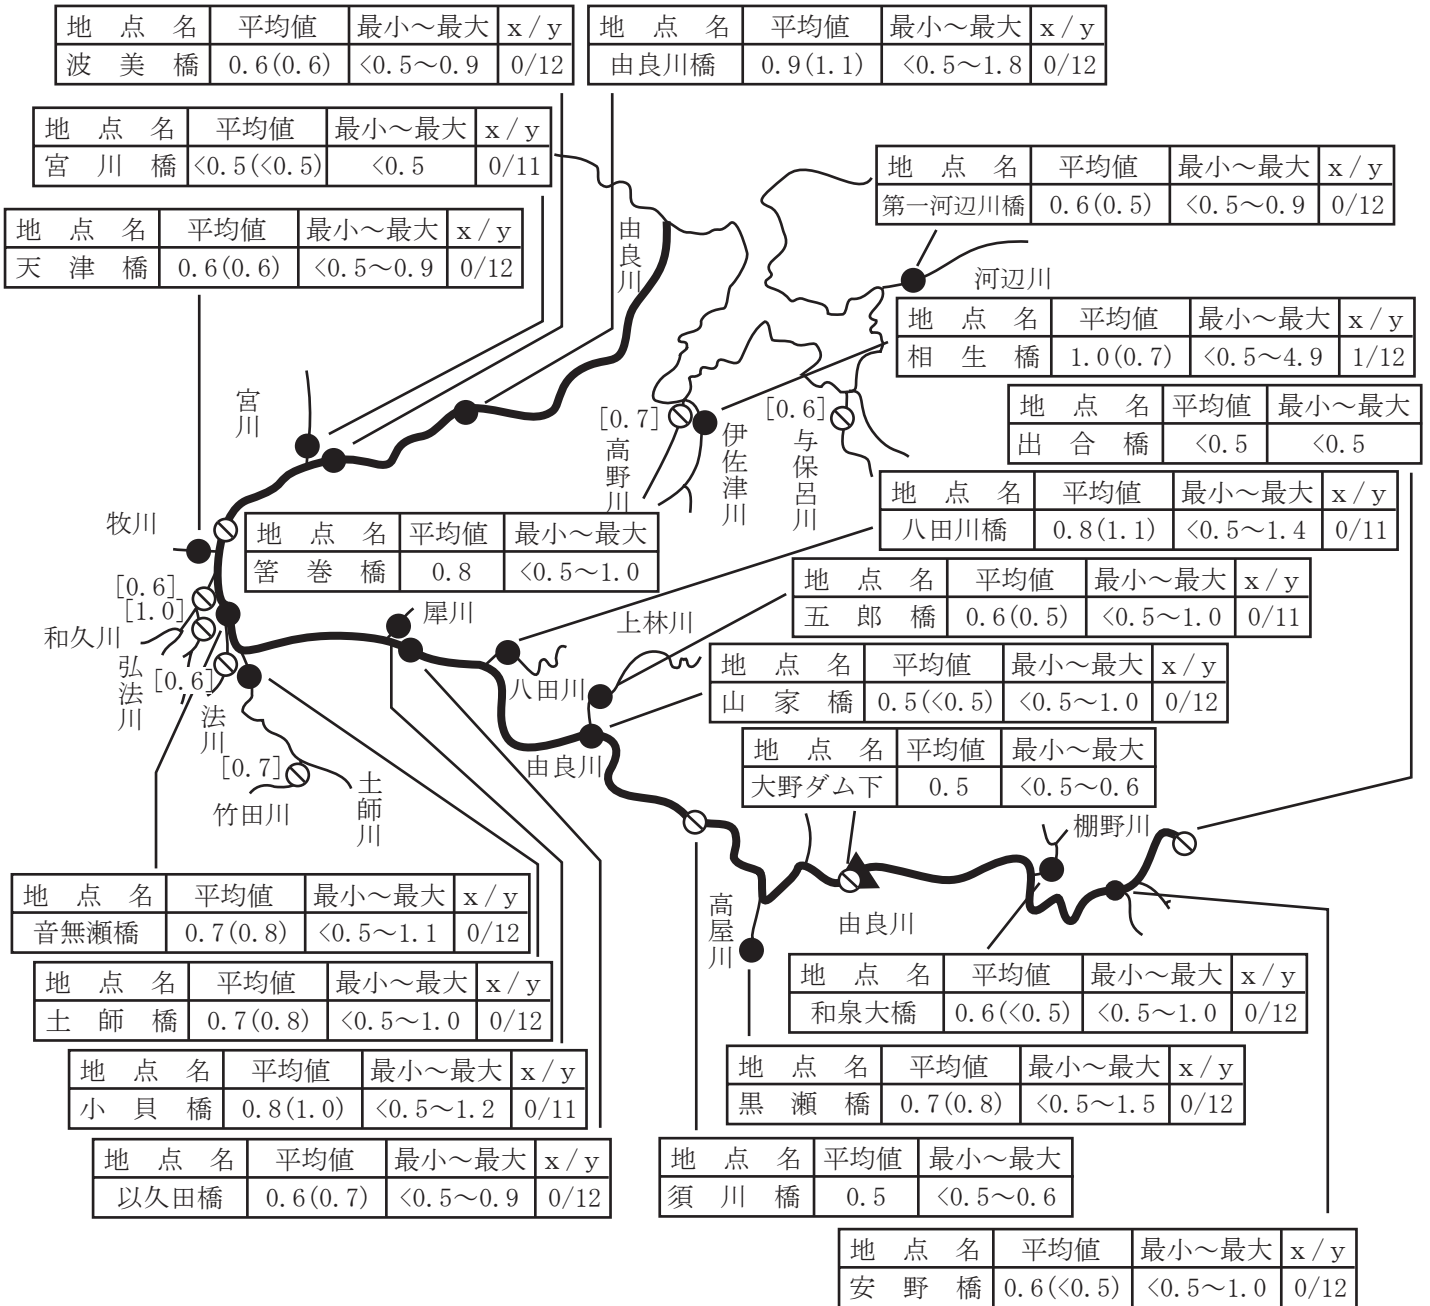 地点名 平均値 最小～最大 x/y
波美橋 0.6(0.6) <0.5～0.9 0/12
地点名 平均値 最小～最大 x/y
由良川橋 0.9(1.1) <0.5～1.8 0/12
地点名 平均値 最小～最大 x/y
宮川橋 <0.5(<0.5) <0.5 0/11
地点名 平均値 最小～最大 x/y
第一河辺川橋 0.6(0.5) <0.5～0.9 0/12
地点名 平均値 最小～最大 x/y
天津橋 0.6(0.6) <0.5～0.9 0/12
由良川
河辺川
地点名 平均値 最小～最大 x/y
相生橋 1.0(0.7) <0.5～4.9 1/12
宮川
[0.7]
高野川
伊佐津川
[0.6]
与保呂川
地点名 平均値 最小～最大
出合橋 <0.5 <0.5
地点名 平均値 最小～最大 x/y
八田川橋 0.8(1.1) <0.5～1.4 0/11
牧川
地点名 平均値 最小～最大
筈巻橋 0.8 <0.5～1.0
地点名 平均値 最小～最大 x/y
五郎橋 0.6(0.5) <0.5～1.0 0/11
[0.6]
[1.0]
和久川
犀川
上林川
弘法川
[0.6]
法川
八田川
地点名 平均値 最小～最大 x/y
山家橋 0.5(<0.5) <0.5～1.0 0/12
[0.7]
竹田川
土師川
由良川
地点名 平均値 最小～最大
大野ダム下 0.5 <0.5～0.6
棚野川
地点名 平均値 最小～最大 x/y
音無瀬橋 0.7(0.8) <0.5～1.1 0/12
高屋川
由良川
地点名 平均値 最小～最大 x/y
土師橋 0.7(0.8) <0.5～1.0 0/12
地点名 平均値 最小～最大 x/y
和泉大橋 0.6(<0.5) <0.5～1.0 0/12
地点名 平均値 最小～最大 x/y
小貝橋 0.8(1.0) <0.5～1.2 0/11
地点名 平均値 最小～最大 x/y
黒瀬橋 0.7(0.8) <0.5～1.5 0/12
地点名 平均値 最小～最大 x/y
以久田橋 0.6(0.7) <0.5～0.9 0/12
地点名 平均値 最小～最大
須川橋 0.5 <0.5～0.6
地点名 平均値 最小～最大 x/y
安野橋 0.6(<0.5) <0.5～1.0 0/12